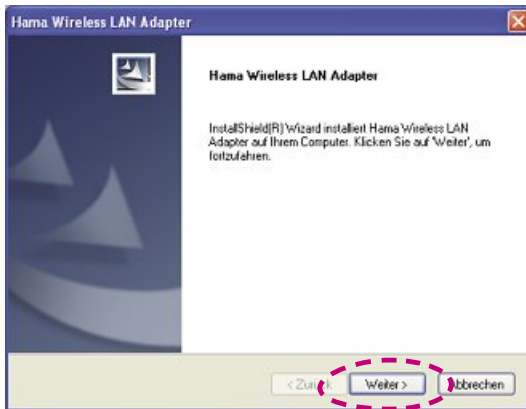 Hama Wireless LAN Adapter
Hama Wireless LAN Adapter
InstallShield(R) Wizard installiert Hama Wireless LAN
Adapter auf Ihrem Computer. Klicken Sie auf 'Weiter', um
fortzufahren.
< Zurück Weiter > Abbrechen